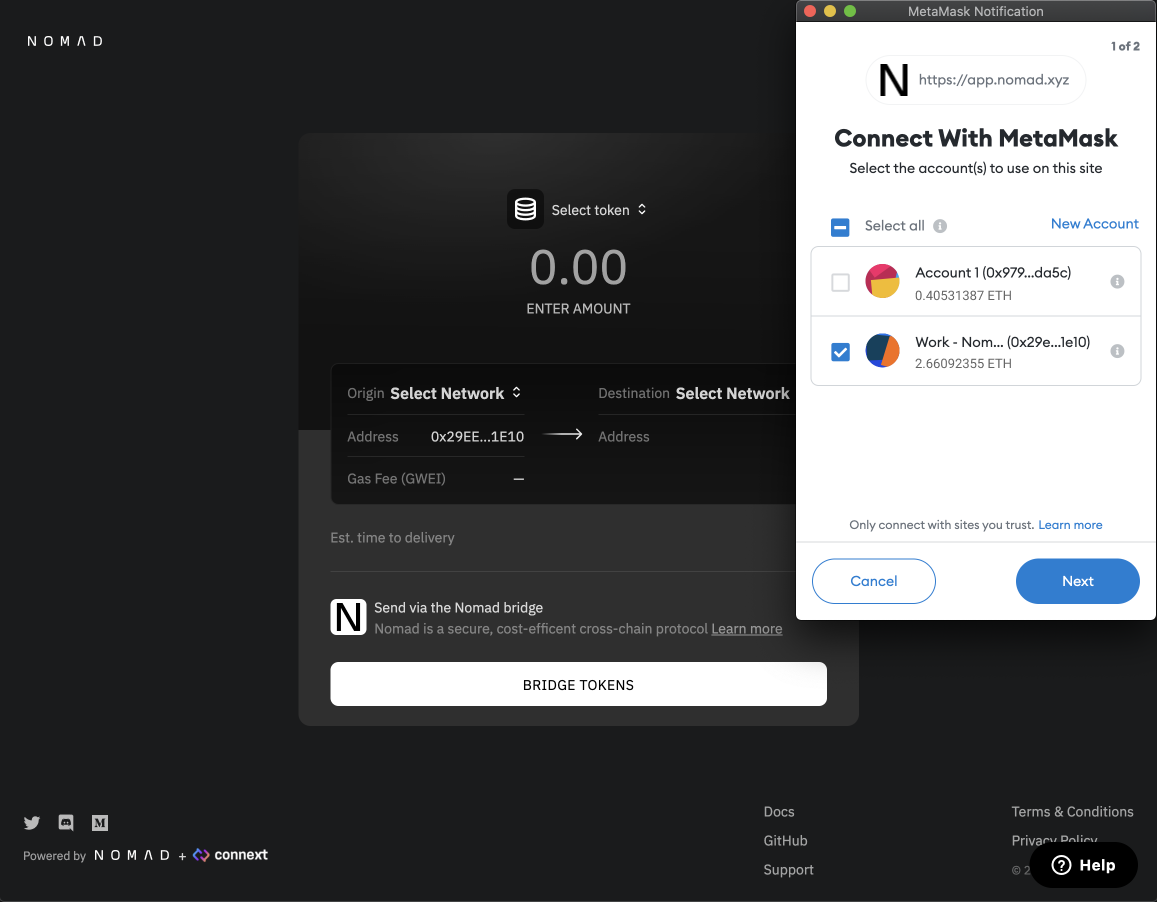 NOMAD
Select token
0.00
ENTER AMOUNT
Origin Select Network
Destination Select Network
Address 0x29EE...1E10
Address
Gas Fee (GWEI) —
Est. time to delivery
N
Send via the Nomad bridge
Nomad is a secure, cost-efficent cross-chain protocol Learn more
BRIDGE TOKENS
MetaMask Notification
1 of 2
N https://app.nomad.xyz
Connect With MetaMask
Select the account(s) to use on this site
Select all
New Account
Account 1 (0x979...da5c)
0.40531387 ETH
Work - Nom... (0x29e...1e10)
2.66092355 ETH
Only connect with sites you trust. Learn more
Cancel
Next
M
Powered by NOMAD + connext
Docs
GitHub
Support
Terms & Conditions
Privacy Policy
©
? Help